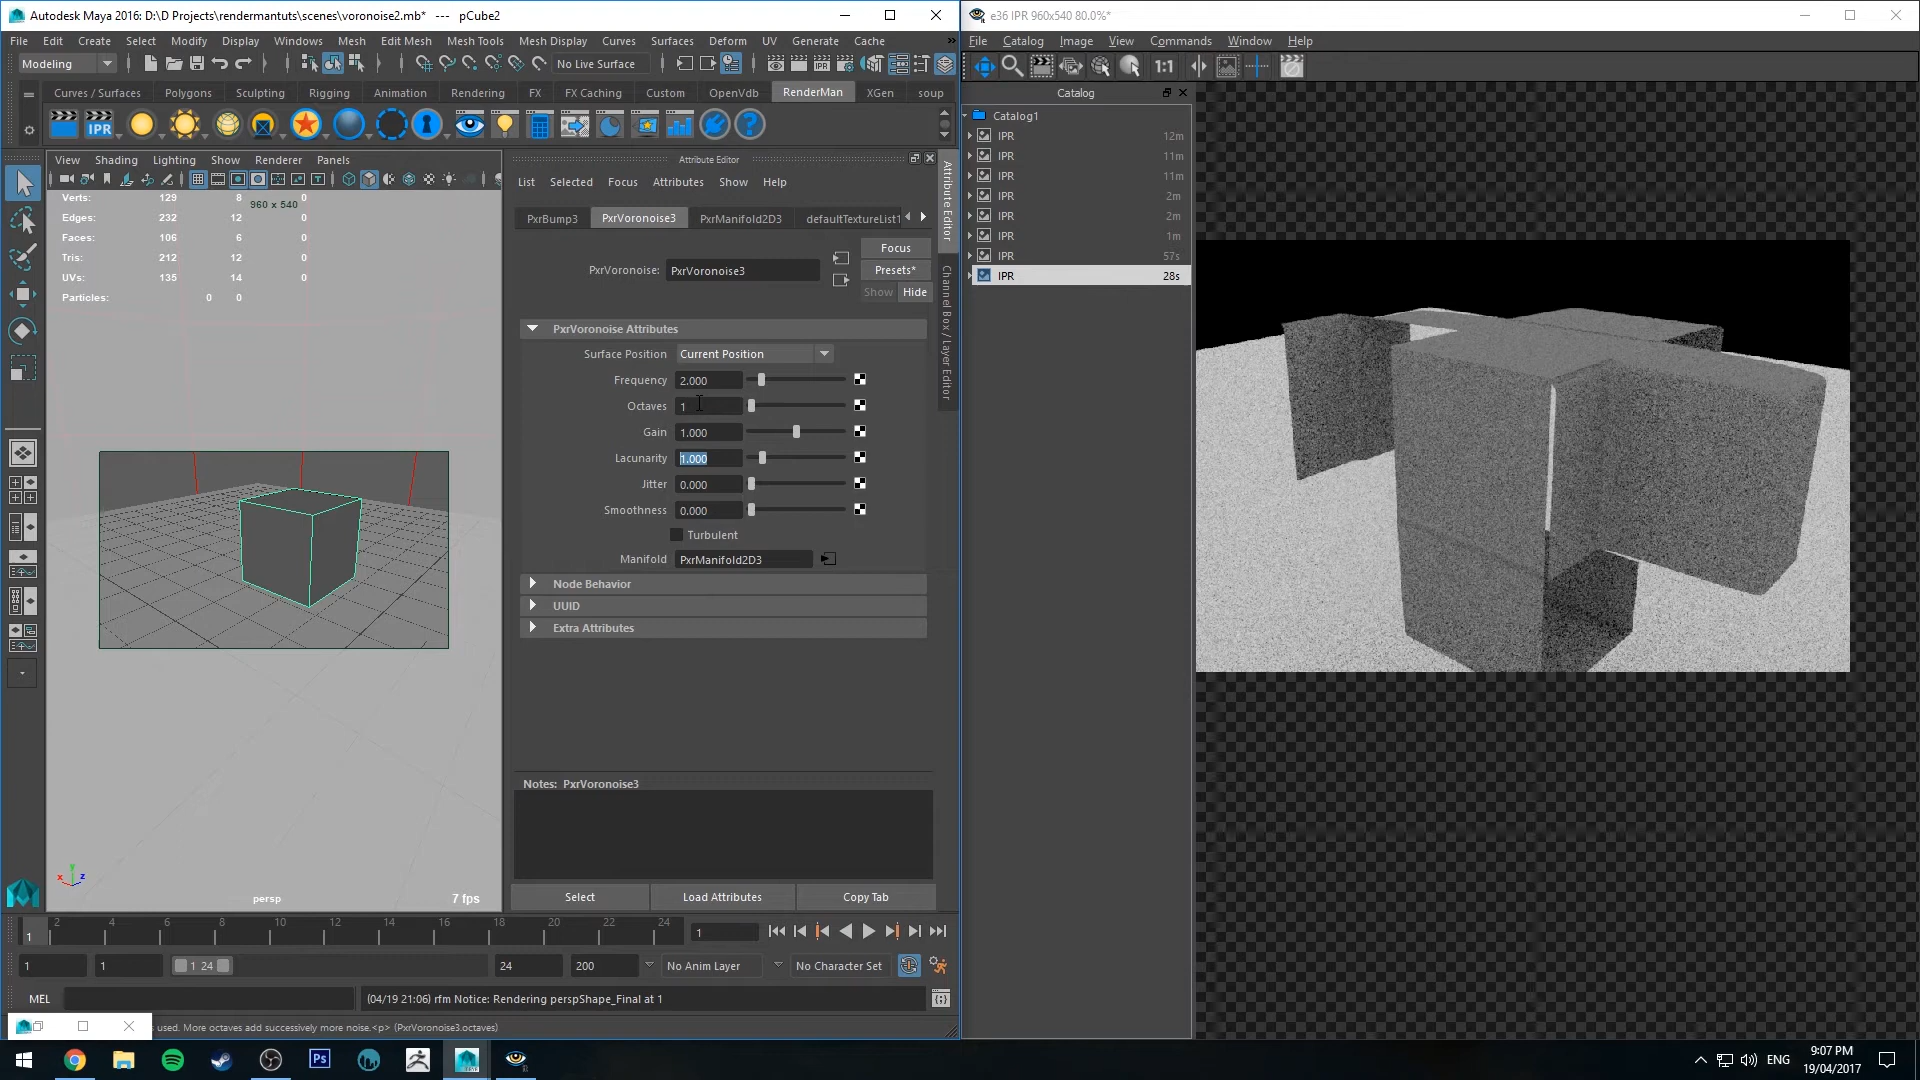 Autodesk Maya 2016: D:\D Projects\rendermantuts\scenes\voronoise2.mb* --- pCube2
File Edit Create Select Modify Display Windows Mesh Edit Mesh Mesh Tools Mesh Display Curves Surfaces Deform UV Generate Cache
Modeling
No Live Surface
IPR
Curves / Surfaces Polygons Sculpting Rigging Animation Rendering FX FX Caching Custom OpenVdb RenderMan XGen soup
IPR
View Shading Lighting Show Renderer Panels
Verts: 129 8 0
960 x 540
Edges: 232 12 0
Faces: 106 6 0
Tris: 212 12 0
UVs: 135 14 0
Particles: 0 0
persp
7 fps
Attribute Editor
List Selected Focus Attributes Show Help
PxrBump3 PxrVoronoise3 PxrManifold2D3 defaultTextureList1
Focus
PxrVoronoise: PxrVoronoise3
Presets*
Show Hide
PxrVoronoise Attributes
Surface Position Current Position
Frequency 2.000
Octaves 1
Gain 1.000
Lacunarity 1.000
Jitter 0.000
Smoothness 0.000
Turbulent
Manifold PxrManifold2D3
Node Behavior
UUID
Extra Attributes
Notes: PxrVoronoise3
Select Load Attributes Copy Tab
Attribute Editor
Channel Box / Layer Editor
1 2 4 6 8 10 12 14 16 18 20 22 24
1
1 1 1 24 24 200 No Anim Layer No Character Set
MEL
(04/19 21:06) rfm Notice: Rendering perspShape_Final at 1
used. More octaves add successively more noise.<p> (PxrVoronoise3.octaves)
e36 IPR 960x540 80.0%*
File Catalog Image View Commands Window Help
1:1
Catalog
Catalog1
IPR 12m
IPR 11m
IPR 11m
IPR 2m
IPR 2m
IPR 1m
IPR 57s
IPR 28s
Ps
ENG
9:07 PM
19/04/2017